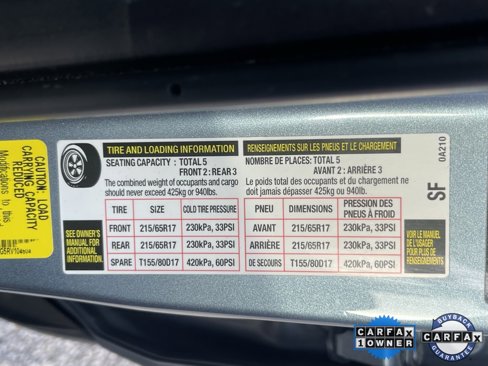 CAUTION: LOAD
CARRYING CAPACITY
REDUCED
Modifications to this
TIRE AND LOADING INFORMATION
SEATING CAPACITY : TOTAL 5
FRONT 2 : REAR 3
The combined weight of occupants and cargo
should never exceed 425kg or 940lbs.
TIRE SIZE COLD TIRE PRESSURE
FRONT 215/65R17 230kPa, 33PSI
REAR 215/65R17 230kPa, 33PSI
SPARE T155/80D17 420kPa, 60PSI
SEE OWNER'S
MANUAL FOR
ADDITIONAL
INFORMATION.
RENSEIGNEMENTS SUR LES PNEUS ET LE CHARGEMENT
NOMBRE DE PLACES: TOTAL 5
AVANT 2 : ARRIÈRE 3
Le poids total des occupants et du chargement ne
doit jamais dépasser 425kg ou 940lbs.
PNEU DIMENSIONS PRESSION DES
PNEUS À FROID
AVANT 215/65R17 230kPa, 33PSI
ARRIÈRE 215/65R17 230kPa, 33PSI
DE SECOURS T155/80D17 420kPa, 60PSI
VOIR LE MANUEL
DE L'USAGER
POUR PLUS DE
RENSEIGNEMENTS
0A210
SF
CARFAX
1 OWNER
BUYBACK
CARFAX
GUARANTEE